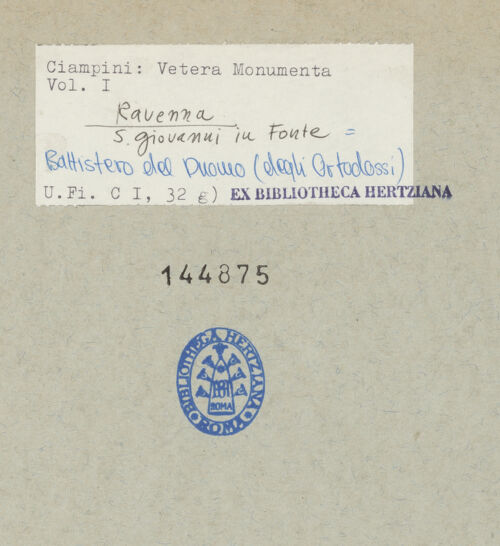 Ciampini: Vetera Monumenta
Vol. I
Ravenna
S. giovanni in Fonte =
Battistero del Duomo (degli Ortodossi)
U.Fi. C I, 32 g) EX BIBLIOTHECA HERTZIANA
144875
BIBLIOTHECA HERTZIANA
ROMA
ROMA